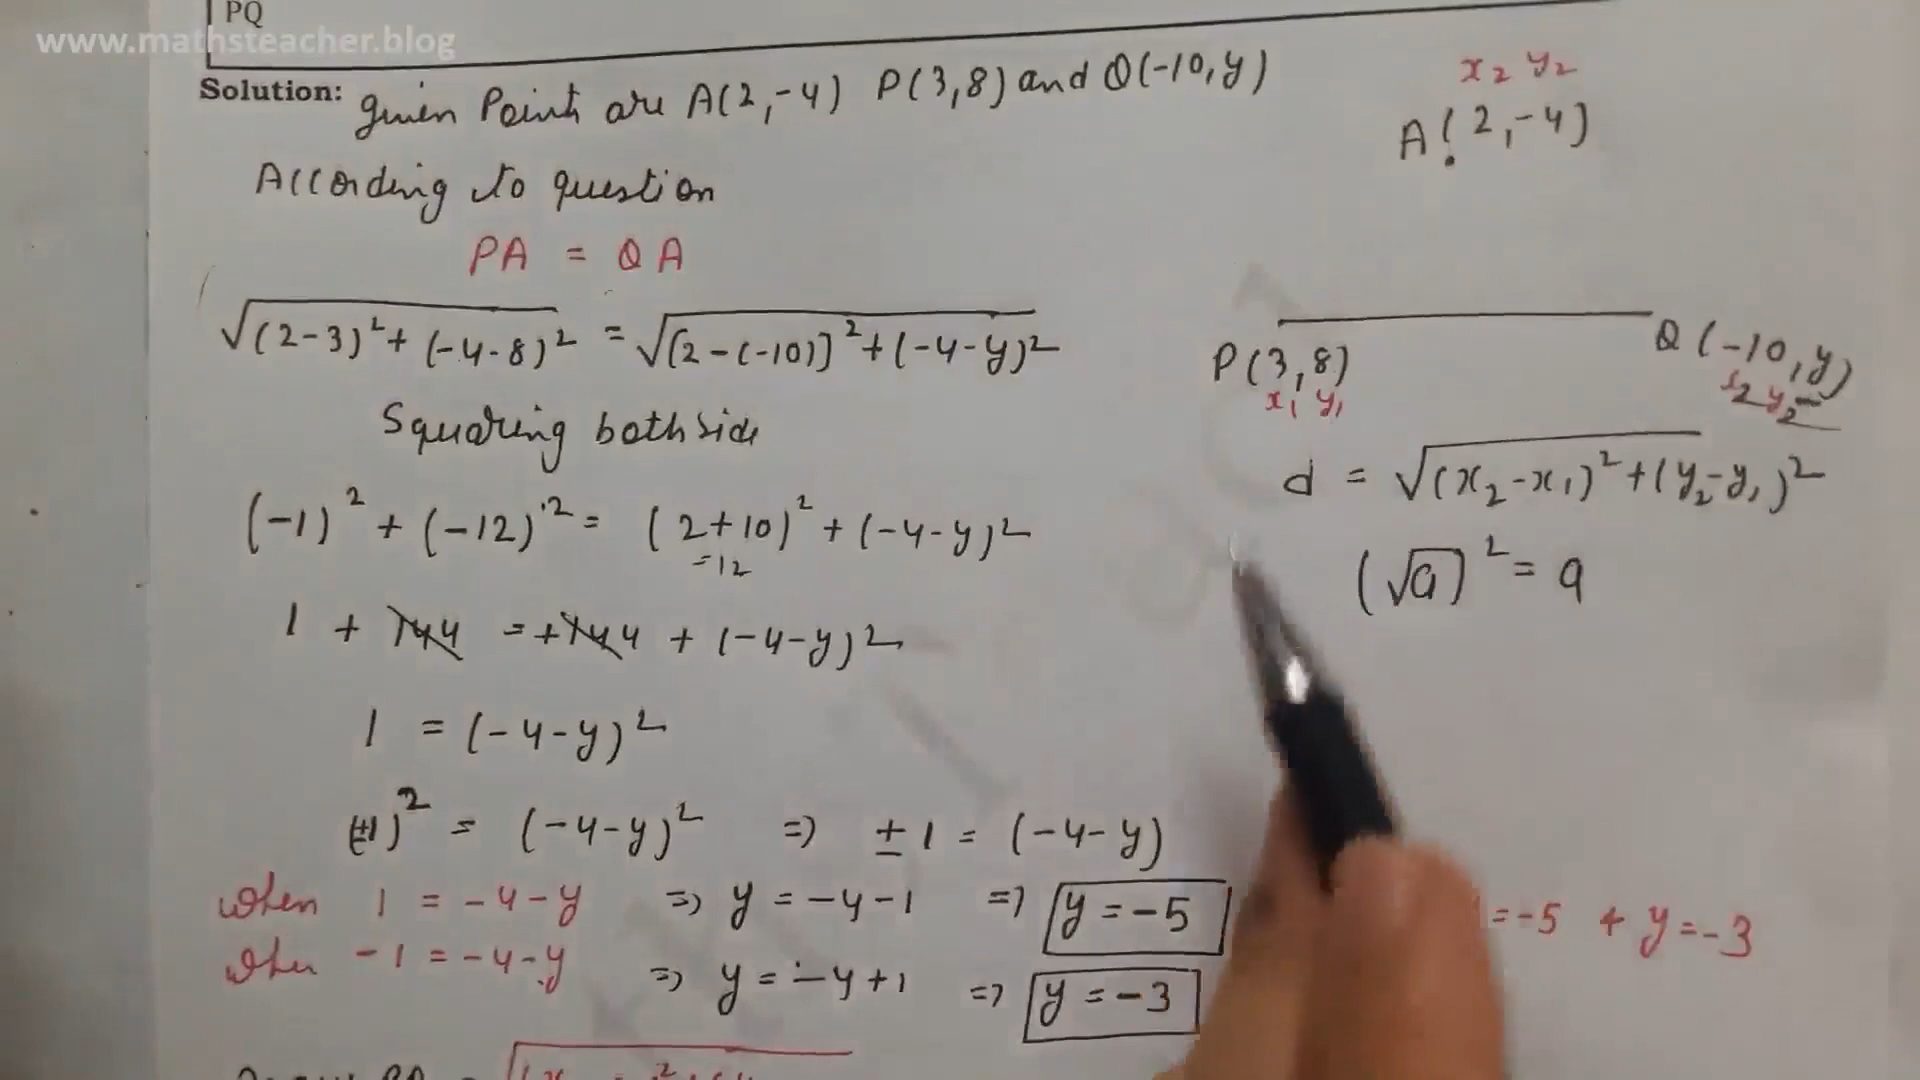 PQ
www.mathsteacher.blog
Solution: given Point are A(2,-4) P(3,8) and Q(-10,y)
x2 y2
A(2,-4)
According to question
PA = QA
√(2-3)²+(-4-8)² = √[2-(-10)]²+(-4-y)²
P(3,8)
x1 y1
Q(-10,y)
x2 y2
Squaring both side
d = √(x2-x1)²+(y2-y1)²
(-1)² + (-12)² = (2+10)² + (-4-y)²
=12
(√a)² = a
1 + 144 = +144 + (-4-y)²
1 = (-4-y)²
(±1)² = (-4-y)² => ±1 = (-4-y)
when 1 = -4-y => y = -4-1 => y = -5
=-5 + y=-3
when -1 = -4-y => y = -4+1 => y = -3